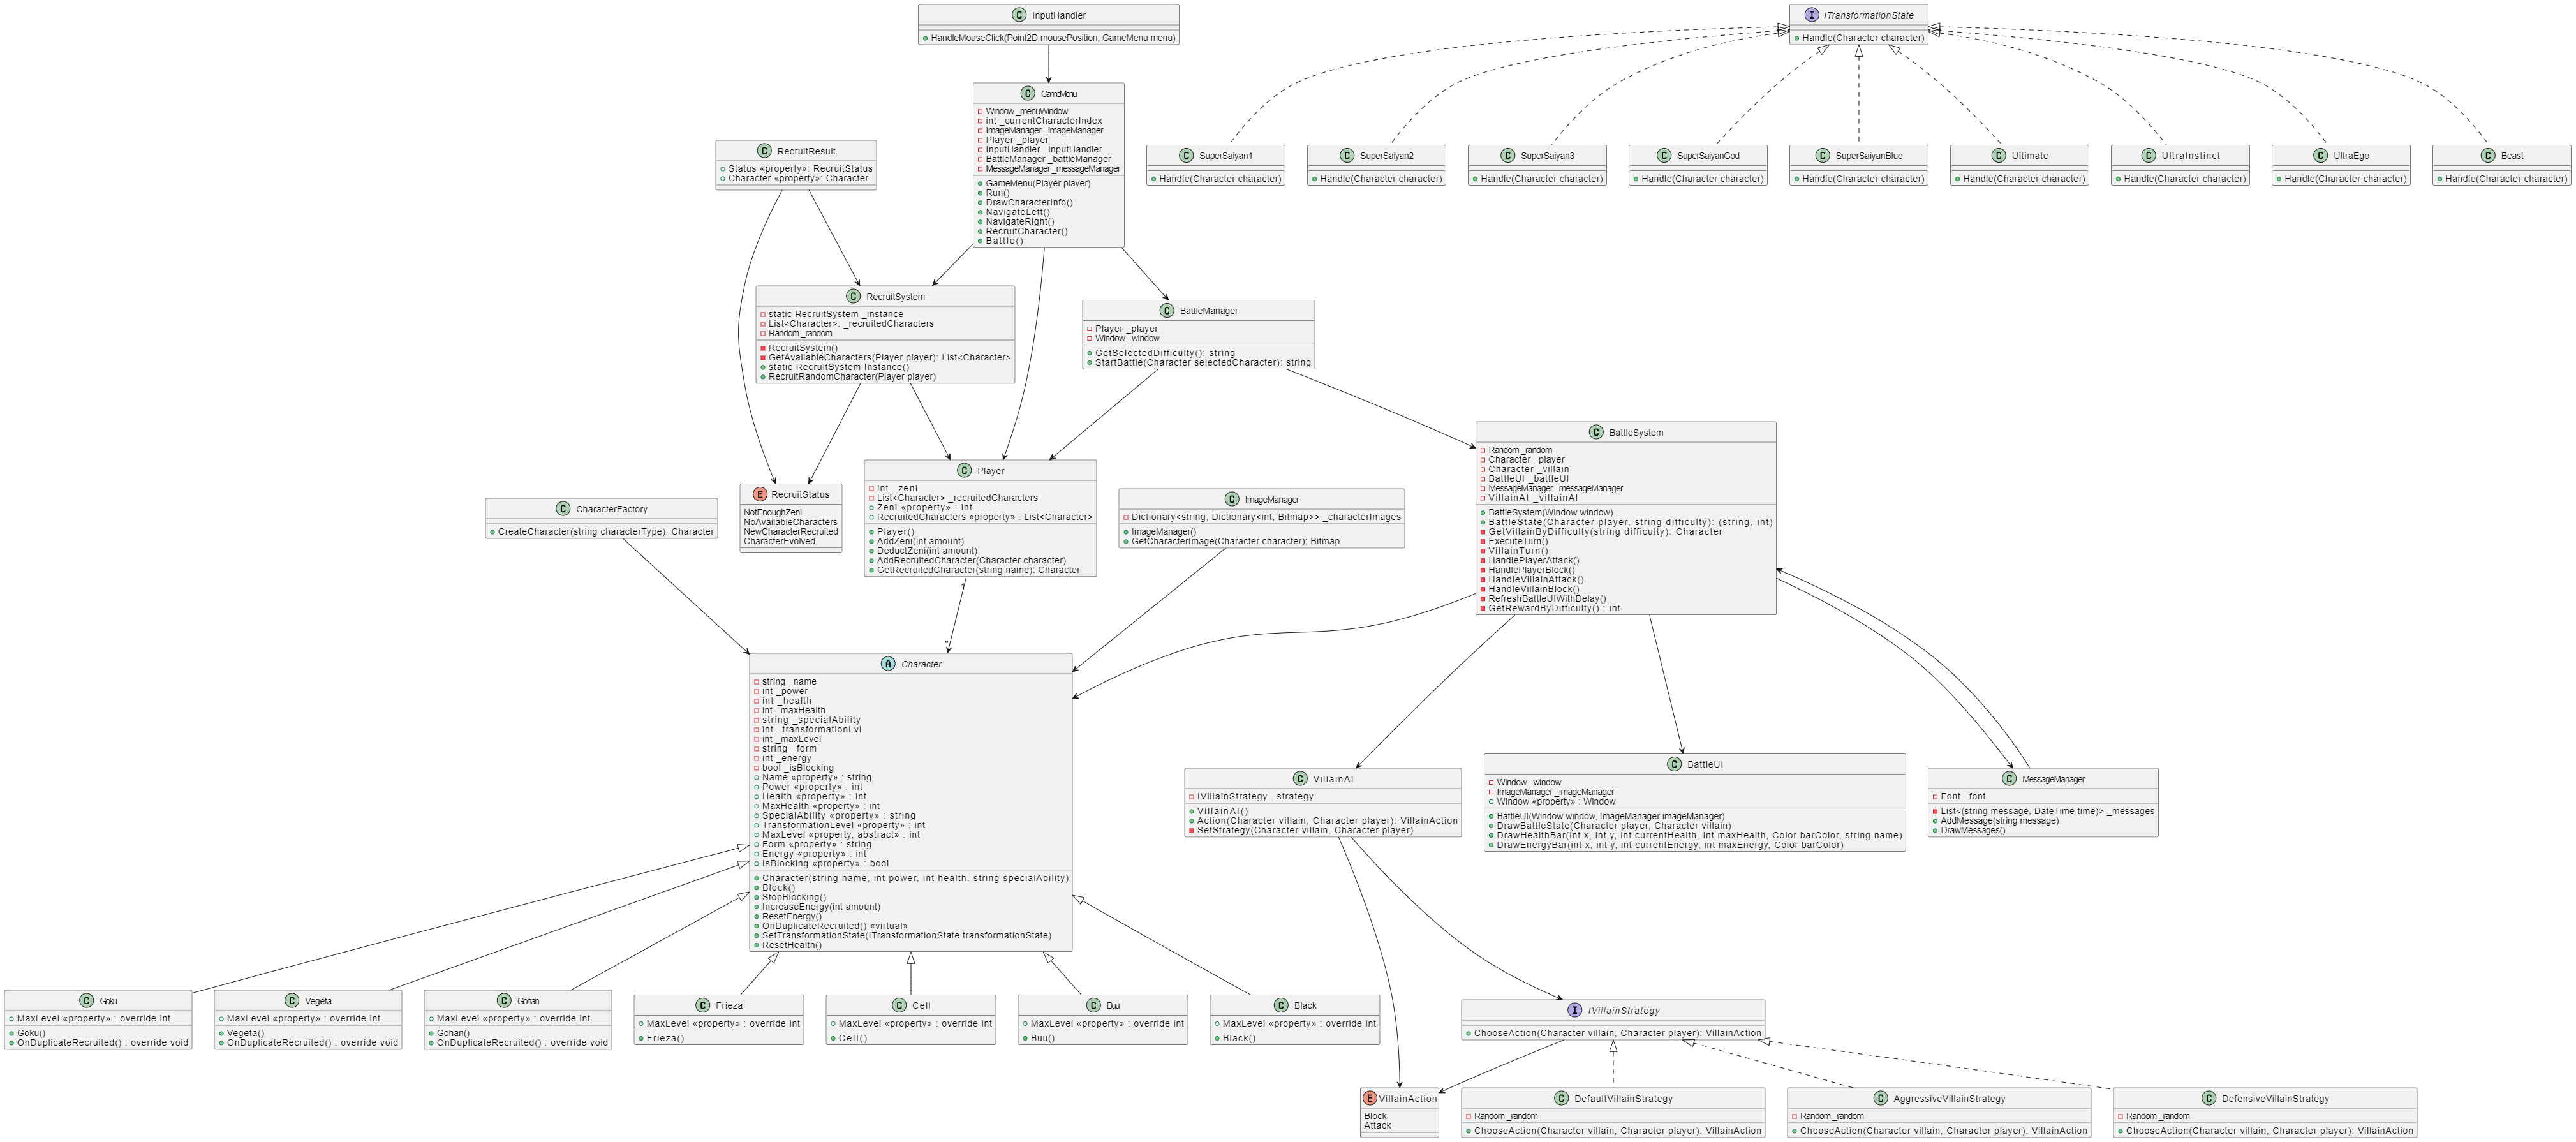 C InputHandler
HandleMouseClick(Point2D mousePosition, GameMenu menu)
I ITransformationState
Handle(Character character)
C GameMenu
Window _menuWindow
int _currentCharacterIndex
ImageManager _imageManager
Player _player
InputHandler _inputHandler
BattleManager _battleManager
MessageManager _messageManager
GameMenu(Player player)
Run()
DrawCharacterInfo()
NavigateLeft()
NavigateRight()
RecruitCharacter()
Battle()
C RecruitResult
Status «property»: RecruitStatus
Character «property»: Character
C SuperSaiyan1
Handle(Character character)
C SuperSaiyan2
Handle(Character character)
C SuperSaiyan3
Handle(Character character)
C SuperSaiyanGod
Handle(Character character)
C SuperSaiyanBlue
Handle(Character character)
C Ultimate
Handle(Character character)
C UltraInstinct
Handle(Character character)
C UltraEgo
Handle(Character character)
C Beast
Handle(Character character)
C RecruitSystem
static RecruitSystem _instance
List<Character>: _recruitedCharacters
Random _random
RecruitSystem()
GetAvailableCharacters(Player player): List<Character>
static RecruitSystem Instance()
RecruitRandomCharacter(Player player)
C BattleManager
Player _player
Window _window
GetSelectedDifficulty(): string
StartBattle(Character selectedCharacter): string
C BattleSystem
Random _random
Character _player
Character _villain
BattleUI _battleUI
MessageManager _messageManager
VillainAI _villainAI
BattleSystem(Window window)
BattleState(Character player, string difficulty): (string, int)
GetVillainByDifficulty(string difficulty): Character
ExecuteTurn()
VillainTurn()
HandlePlayerAttack()
HandlePlayerBlock()
HandleVillainAttack()
HandleVillainBlock()
RefreshBattleUIWithDelay()
GetRewardByDifficulty() : int
C Player
int _zeni
List<Character> _recruitedCharacters
Zeni «property» : int
RecruitedCharacters «property» : List<Character>
Player()
AddZeni(int amount)
DeductZeni(int amount)
AddRecruitedCharacter(Character character)
GetRecruitedCharacter(string name): Character
1
*
E RecruitStatus
NotEnoughZeni
NoAvailableCharacters
NewCharacterRecruited
CharacterEvolved
C CharacterFactory
CreateCharacter(string characterType): Character
C ImageManager
Dictionary<string, Dictionary<int, Bitmap>> _characterImages
ImageManager()
GetCharacterImage(Character character): Bitmap
A Character
string _name
int _power
int _health
int _maxHealth
string _specialAbility
int _transformationLvl
int _maxLevel
string _form
int _energy
bool _isBlocking
Name «property» : string
Power «property» : int
Health «property» : int
MaxHealth «property» : int
SpecialAbility «property» : string
TransformationLevel «property» : int
MaxLevel «property, abstract» : int
Form «property» : string
Energy «property» : int
IsBlocking «property» : bool
Character(string name, int power, int health, string specialAbility)
Block()
StopBlocking()
IncreaseEnergy(int amount)
ResetEnergy()
OnDuplicateRecruited() «virtual»
SetTransformationState(ITransformationState transformationState)
ResetHealth()
C VillainAI
IVillainStrategy _strategy
VillainAI()
Action(Character villain, Character player): VillainAction
SetStrategy(Character villain, Character player)
C BattleUI
Window _window
ImageManager _imageManager
Window «property» : Window
BattleUI(Window window, ImageManager imageManager)
DrawBattleState(Character player, Character villain)
DrawHealthBar(int x, int y, int currentHealth, int maxHealth, Color barColor, string name)
DrawEnergyBar(int x, int y, int currentEnergy, int maxEnergy, Color barColor)
C MessageManager
Font _font
List<(string message, DateTime time)> _messages
AddMessage(string message)
DrawMessages()
C Goku
MaxLevel «property» : override int
Goku()
OnDuplicateRecruited() : override void
C Vegeta
MaxLevel «property» : override int
Vegeta()
OnDuplicateRecruited() : override void
C Gohan
MaxLevel «property» : override int
Gohan()
OnDuplicateRecruited() : override void
C Frieza
MaxLevel «property» : override int
Frieza()
C Cell
MaxLevel «property» : override int
Cell()
C Buu
MaxLevel «property» : override int
Buu()
C Black
MaxLevel «property» : override int
Black()
I IVillainStrategy
ChooseAction(Character villain, Character player): VillainAction
E VillainAction
Block
Attack
C DefaultVillainStrategy
Random _random
ChooseAction(Character villain, Character player): VillainAction
C AggressiveVillainStrategy
Random _random
ChooseAction(Character villain, Character player): VillainAction
C DefensiveVillainStrategy
Random _random
ChooseAction(Character villain, Character player): VillainAction